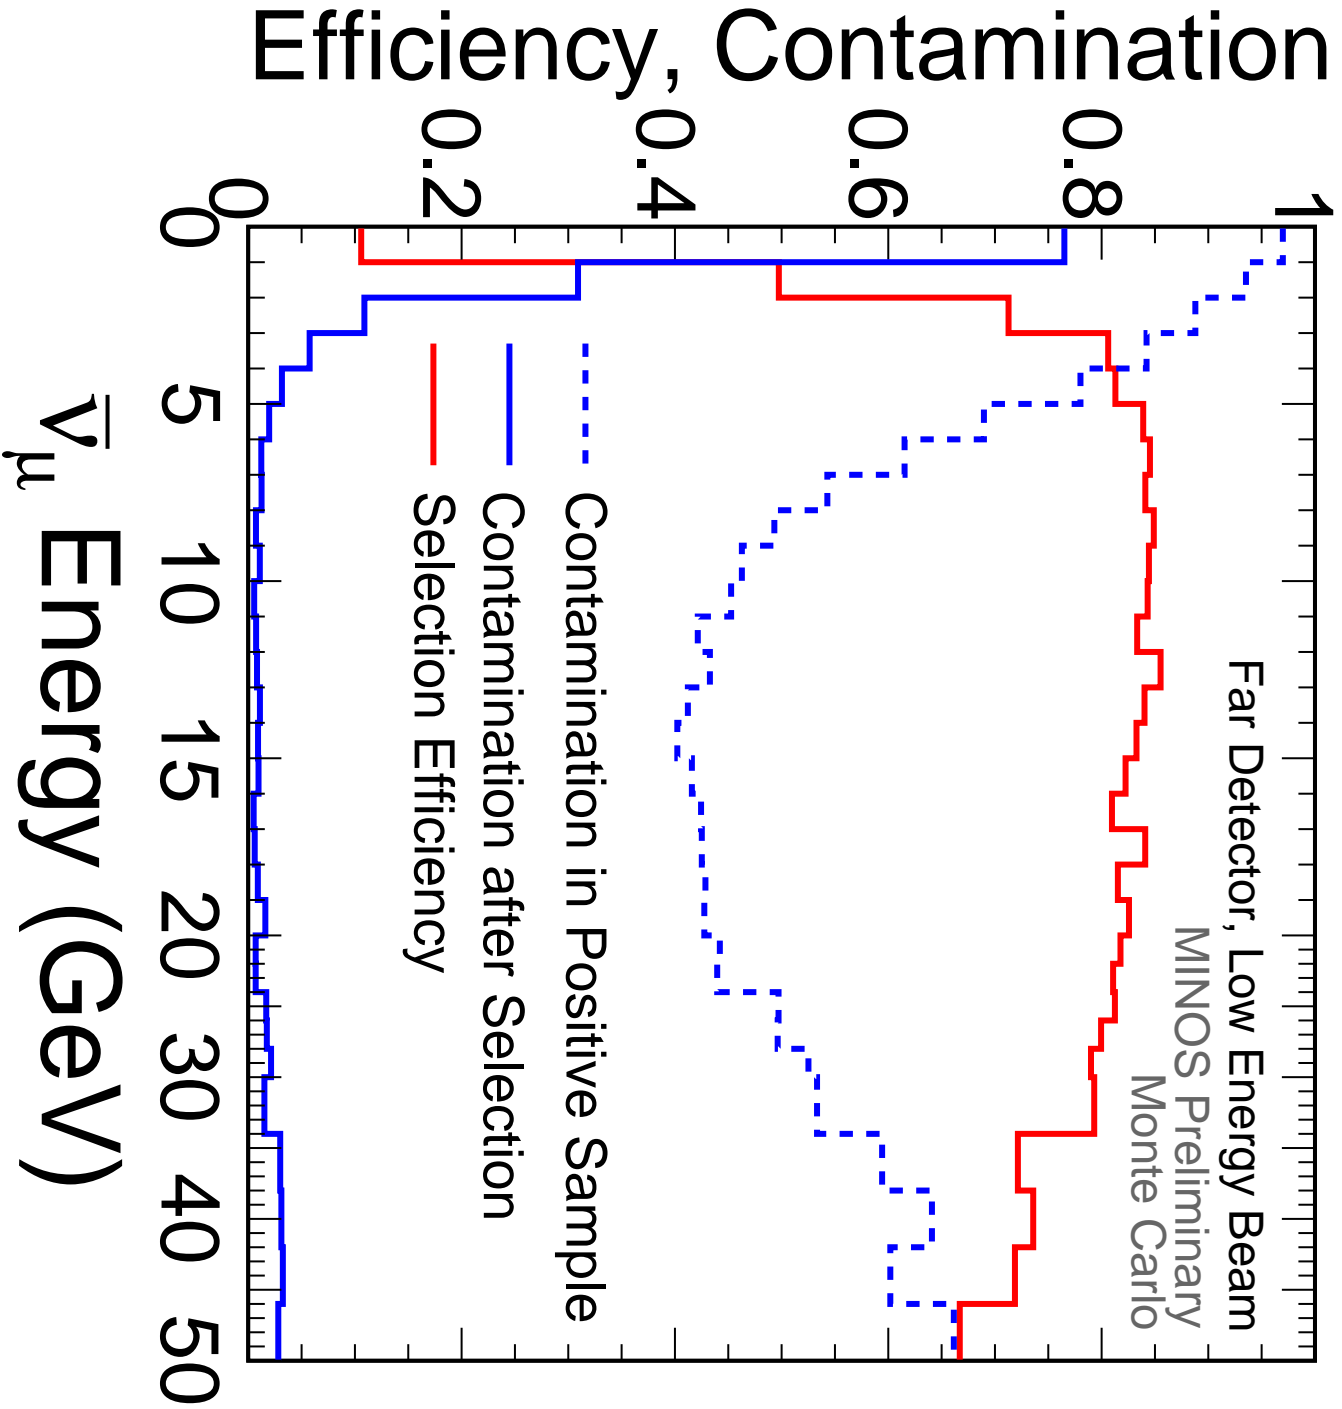 Efficiency, Contamination
1
0.8
0.6
0.4
0.2
0
Far Detector, Low Energy Beam
MINOS Preliminary
Monte Carlo
Contamination in Positive Sample
Contamination after Selection
Selection Efficiency
0 5 10 15 20 30 40 50
ν̅μ Energy (GeV)